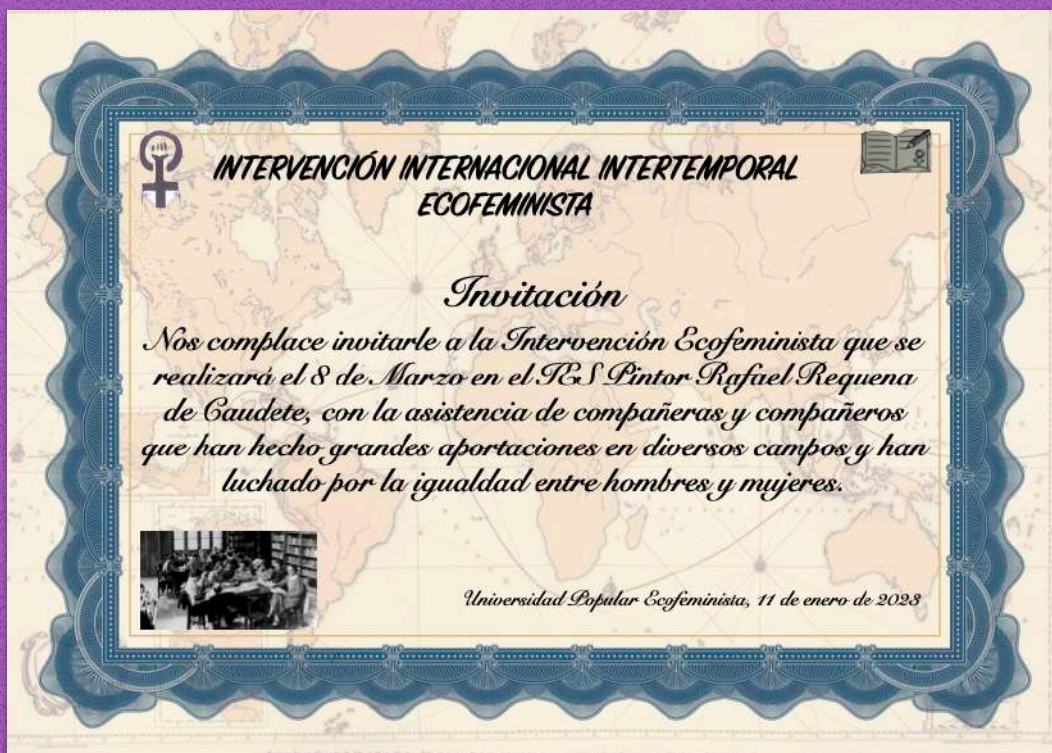 INTERVENCIÓN INTERNACIONAL INTERTEMPORAL
ECOFEMINISTA
Invitación
Nos complace invitarle a la Intervención Ecofeminista que se
realizará el 8 de Marzo en el IES Pintor Rafael Requena
de Caudete, con la asistencia de compañeras y compañeros
que han hecho grandes aportaciones en diversos campos y han
luchado por la igualdad entre hombres y mujeres.
Universidad Popular Ecofeminista, 11 de enero de 2023